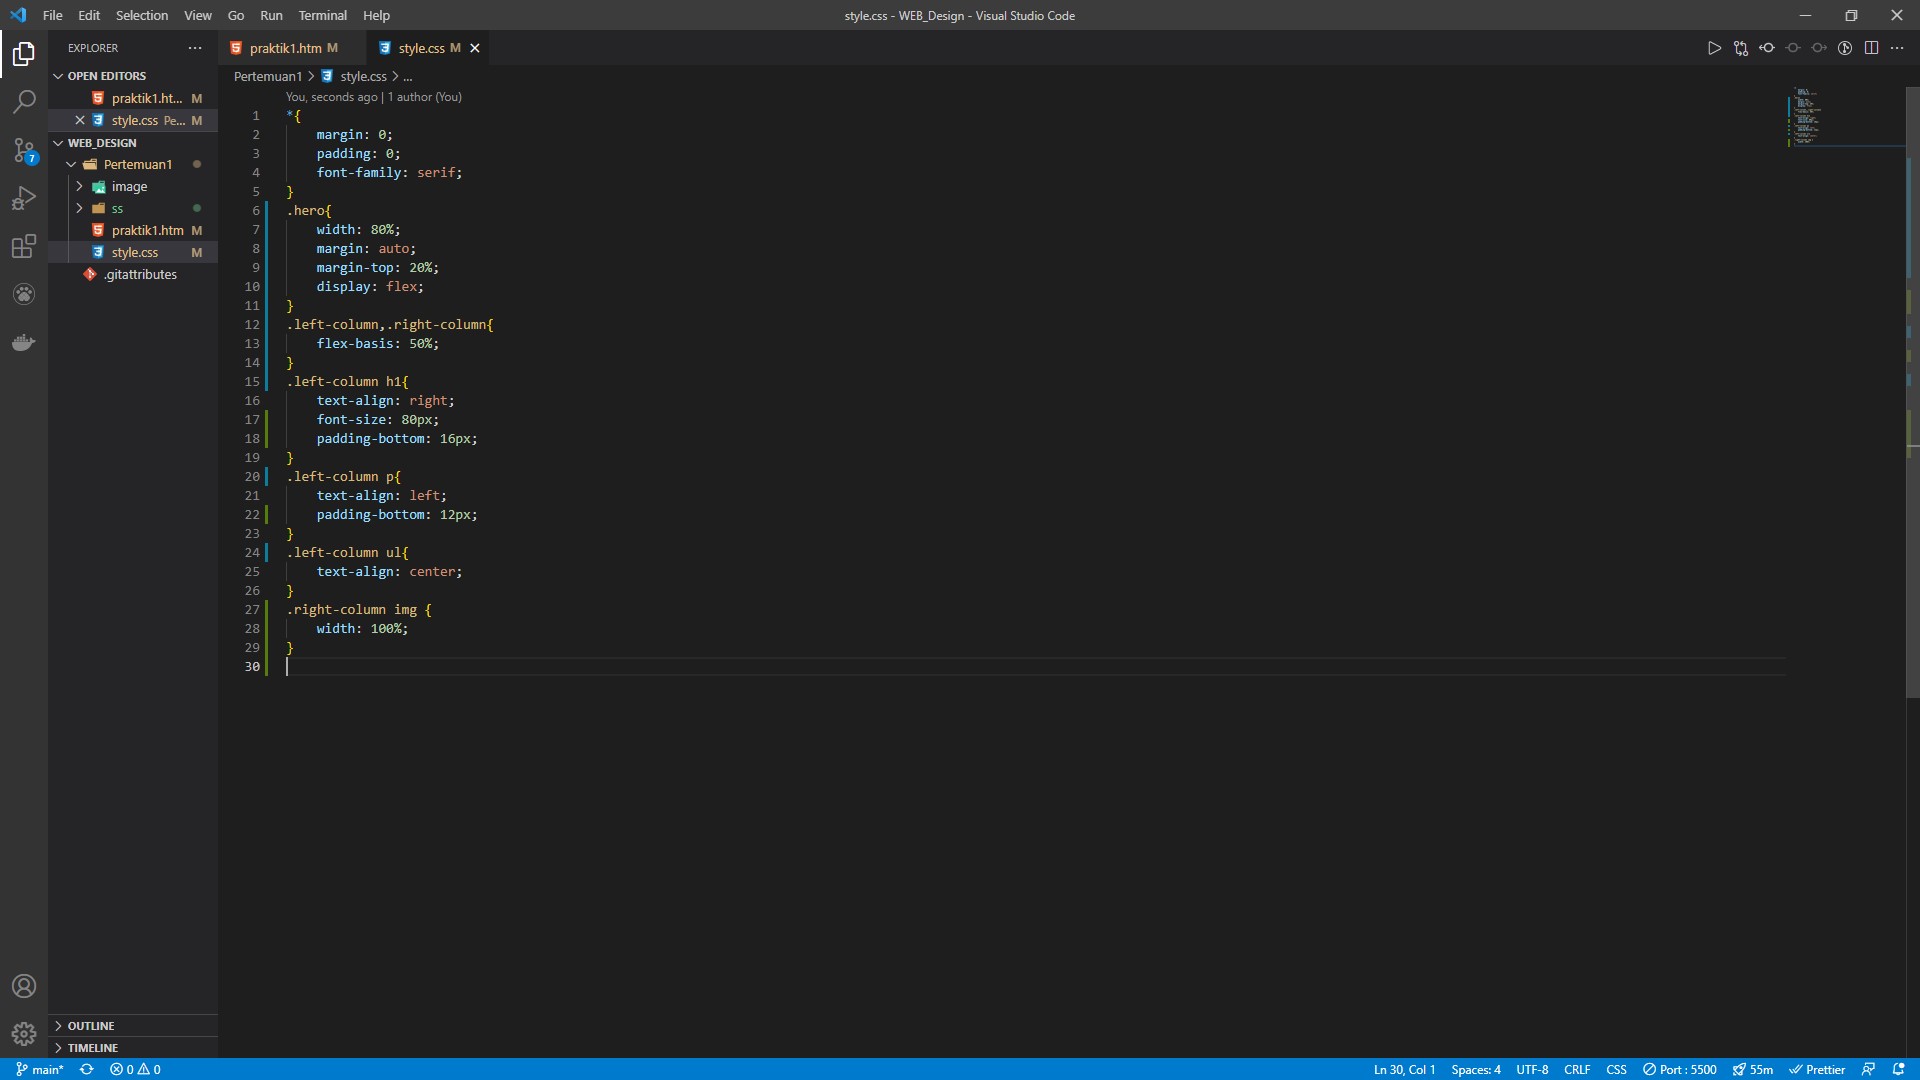 File Edit Selection View Go Run Terminal Help
style.css - WEB_Design - Visual Studio Code
EXPLORER
OPEN EDITORS
praktik1.ht... M
style.css Pe... M
WEB_DESIGN
Pertemuan1
image
ss
praktik1.htm M
style.css M
.gitattributes
7
OUTLINE
TIMELINE
praktik1.htm M
style.css M
Pertemuan1 > style.css > ...
You, seconds ago | 1 author (You)
1 *{
2 margin: 0;
3 padding: 0;
4 font-family: serif;
5 }
6 .hero{
7 width: 80%;
8 margin: auto;
9 margin-top: 20%;
10 display: flex;
11 }
12 .left-column,.right-column{
13 flex-basis: 50%;
14 }
15 .left-column h1{
16 text-align: right;
17 font-size: 80px;
18 padding-bottom: 16px;
19 }
20 .left-column p{
21 text-align: left;
22 padding-bottom: 12px;
23 }
24 .left-column ul{
25 text-align: center;
26 }
27 .right-column img {
28 width: 100%;
29 }
30
main* 0 0
Ln 30, Col 1 Spaces: 4 UTF-8 CRLF CSS Port : 5500 55m Prettier